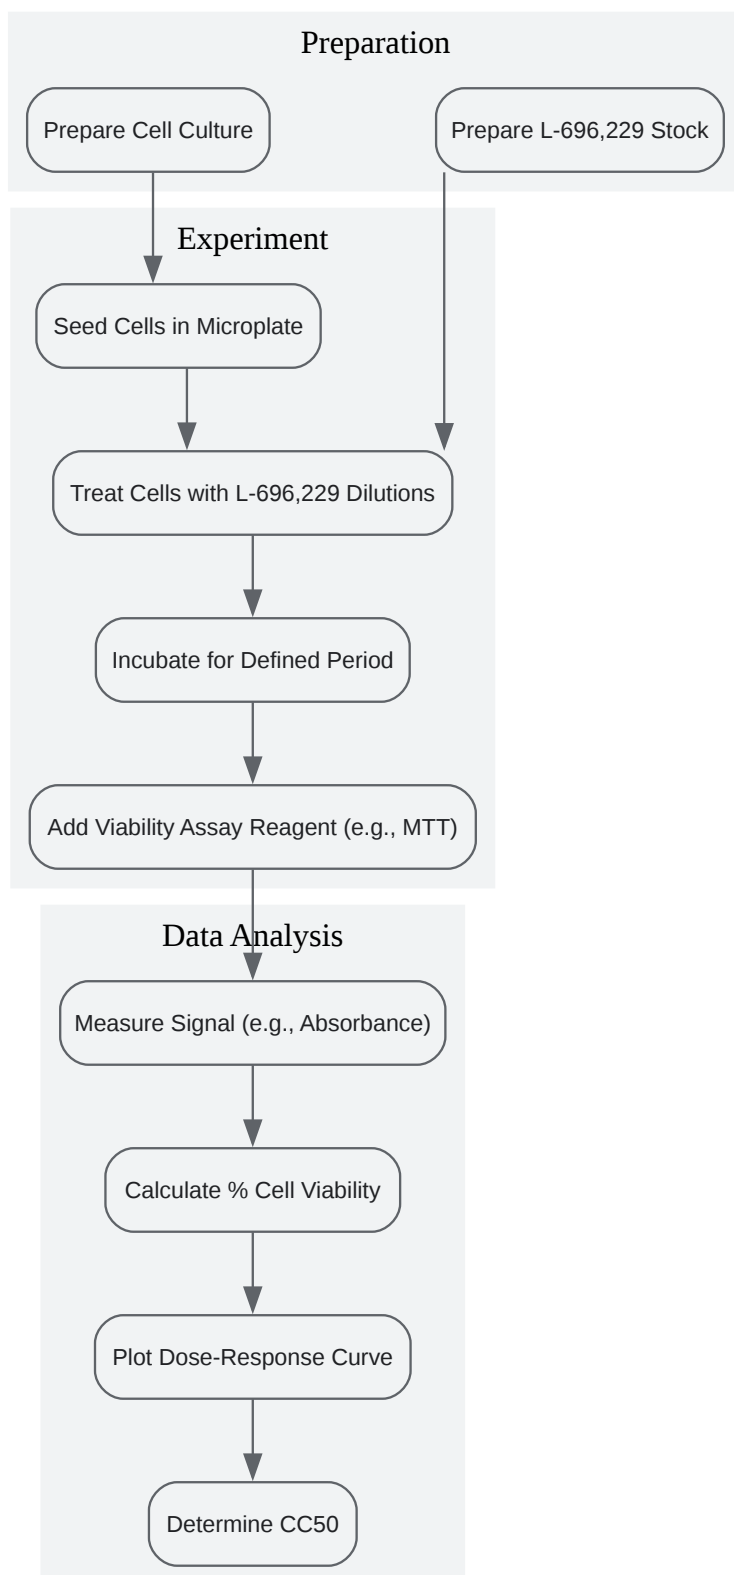 Preparation
Prepare Cell Culture
Prepare L-696,229 Stock
Experiment
Seed Cells in Microplate
Treat Cells with L-696,229 Dilutions
Incubate for Defined Period
Add Viability Assay Reagent (e.g., MTT)
Data Analysis
Measure Signal (e.g., Absorbance)
Calculate % Cell Viability
Plot Dose-Response Curve
Determine CC50